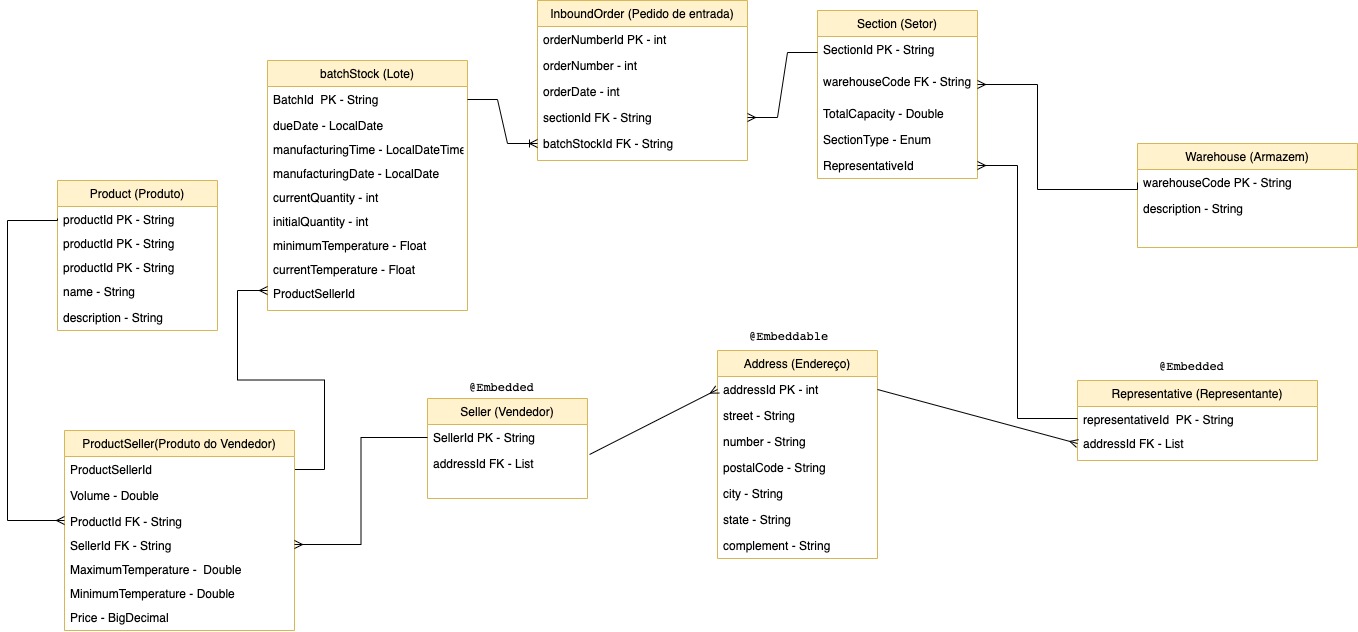 InboundOrder (Pedido de entrada)
orderNumberId PK - int
orderNumber - int
orderDate - int
sectionId FK - String
batchStockId FK - String
Section (Setor)
SectionId PK - String
warehouseCode FK - String
TotalCapacity - Double
SectionType - Enum
RepresentativeId
batchStock (Lote)
BatchId  PK - String
dueDate - LocalDate
manufacturingTime - LocalDateTime
manufacturingDate - LocalDate
currentQuantity - int
initialQuantity - int
minimumTemperature - Float
currentTemperature - Float
ProductSellerId
Warehouse (Armazem)
warehouseCode PK - String
description - String
Product (Produto)
productId PK - String
productId PK - String
productId PK - String
name - String
description - String
@Embeddable
Address (Endereço)
addressId PK - int
street - String
number - String
postalCode - String
city - String
state - String
complement - String
@Embedded
Representative (Representante)
representativeId  PK - String
addressId FK - List
@Embedded
Seller (Vendedor)
SellerId PK - String
addressId FK - List
ProductSeller(Produto do Vendedor)
ProductSellerId
Volume - Double
ProductId FK - String
SellerId FK - String
MaximumTemperature -  Double
MinimumTemperature - Double
Price - BigDecimal